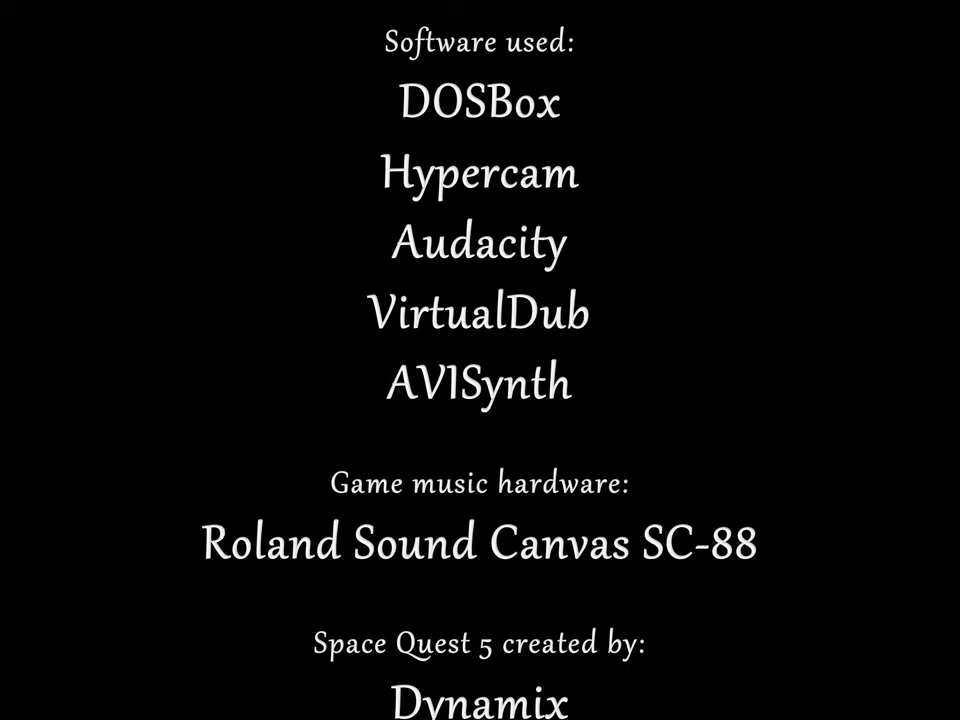 Software used:
DOSBox
Hypercam
Audacity
VirtualDub
AVISynth
Game music hardware:
Roland Sound Canvas SC-88
Space Quest 5 created by:
Dynamix